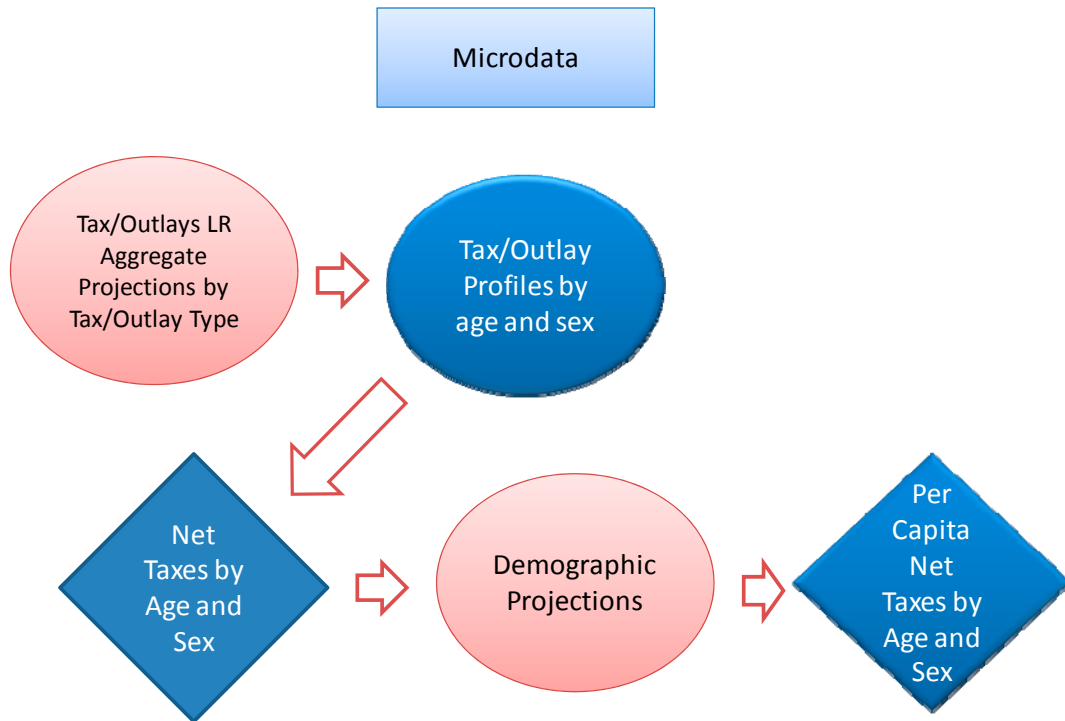 Microdata
Tax/Outlays LR
Aggregate
Projections by
Tax/Outlay Type
Tax/Outlay
Profiles by
age and sex
Net
Taxes by
Age and
Sex
Demographic
Projections
Per
Capita
Net
Taxes by
Age and
Sex